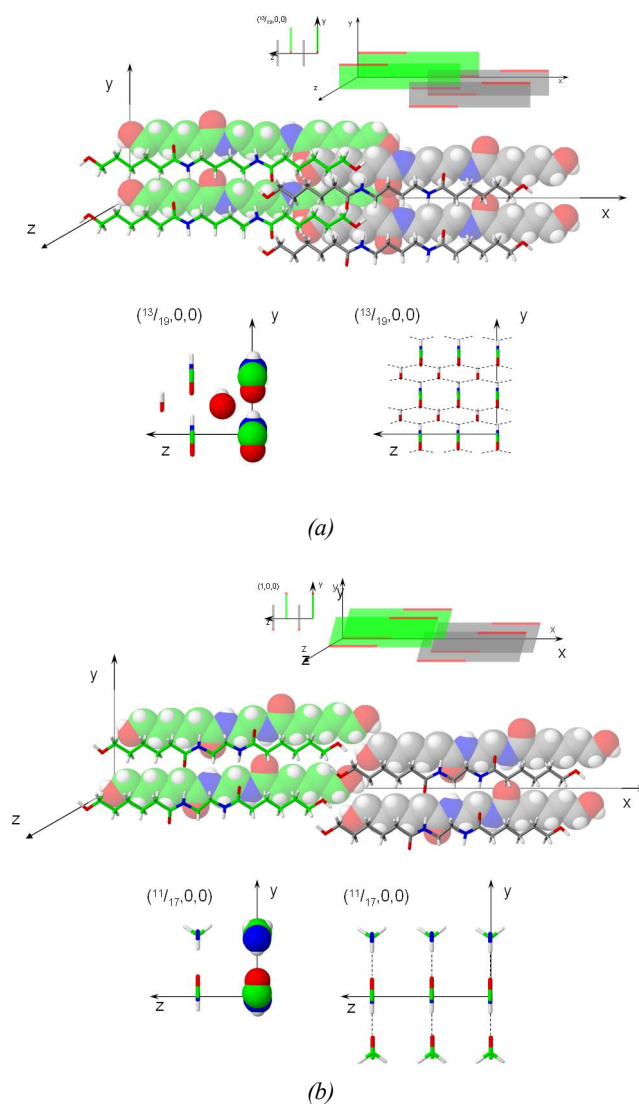 (13/19,0,0)
y
z
y
z
x
y
z
x
(13/19,0,0)
y
z
(13/19,0,0)
y
z
(a)
(1,0,0)
y
z
y
y
z
z
x
x
y
z
x
(11/17,0,0)
y
z
(11/17,0,0)
y
z
(b)